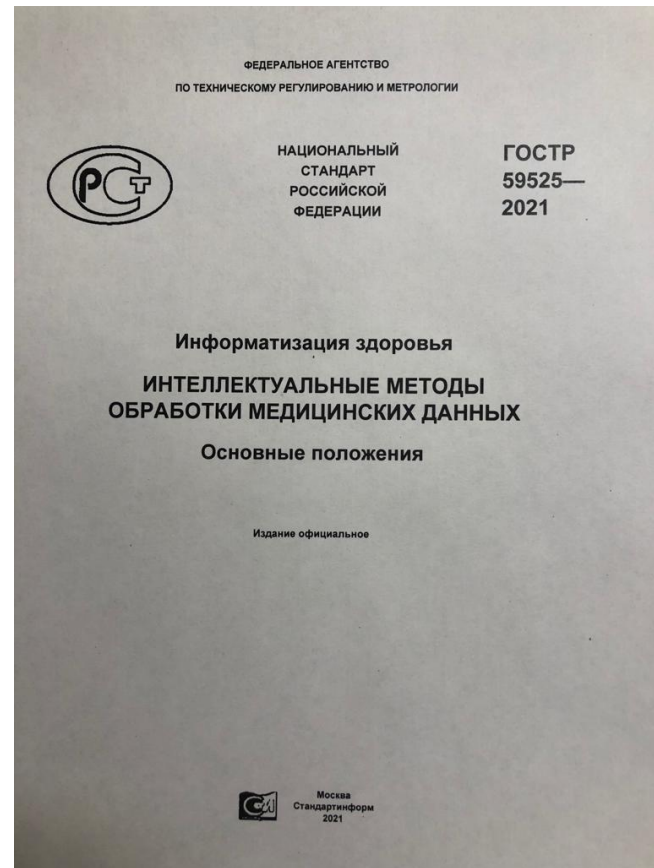 ФЕДЕРАЛЬНОЕ АГЕНТСТВО
ПО ТЕХНИЧЕСКОМУ РЕГУЛИРОВАНИЮ И МЕТРОЛОГИИ
РСТ
НАЦИОНАЛЬНЫЙ
СТАНДАРТ
РОССИЙСКОЙ
ФЕДЕРАЦИИ
ГОСТР
59525—
2021
Информатизация здоровья
ИНТЕЛЛЕКТУАЛЬНЫЕ МЕТОДЫ
ОБРАБОТКИ МЕДИЦИНСКИХ ДАННЫХ
Основные положения
Издание официальное
Москва
Стандартинформ
2021